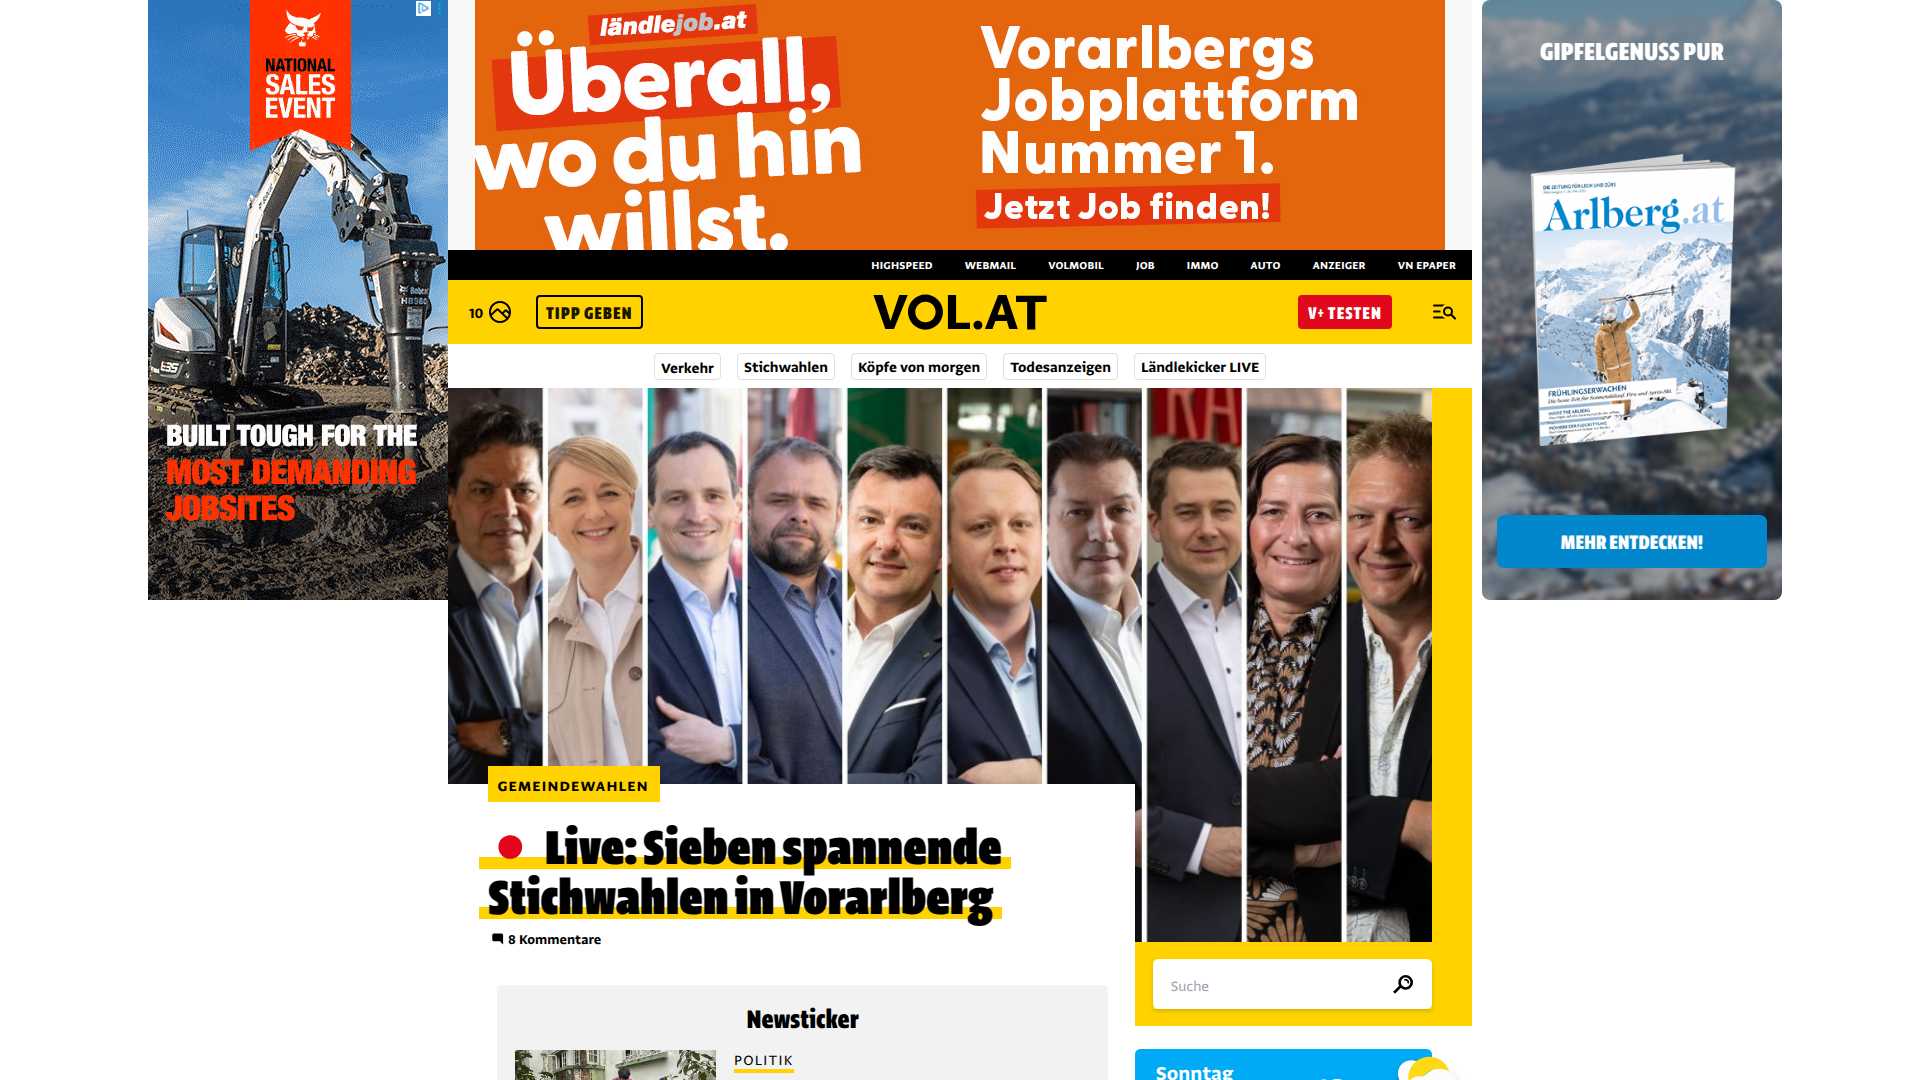 NATIONAL
SALES
EVENT
BUILT TOUGH FOR THE
MOST DEMANDING
JOBSITES
E35
Bobcat
HB980
ländlejob.at
Überall,
wo du hin
willst.
Vorarlbergs
Jobplattform
Nummer 1.
Jetzt Job finden!
GIPFELGENUSS PUR
Arlberg.at
FRÜHLINGSERWACHEN
MEHR ENTDECKEN!
HIGHSPEED WEBMAIL VOLMOBIL JOB IMMO AUTO ANZEIGER VN EPAPER
10 TIPP GEBEN VOL.AT V+ TESTEN
Verkehr Stichwahlen Köpfe von morgen Todesanzeigen Ländlekicker LIVE
GEMEINDEWAHLEN
Live: Sieben spannende
Stichwahlen in Vorarlberg
8 Kommentare
Suche
Newsticker
POLITIK
Sonntag